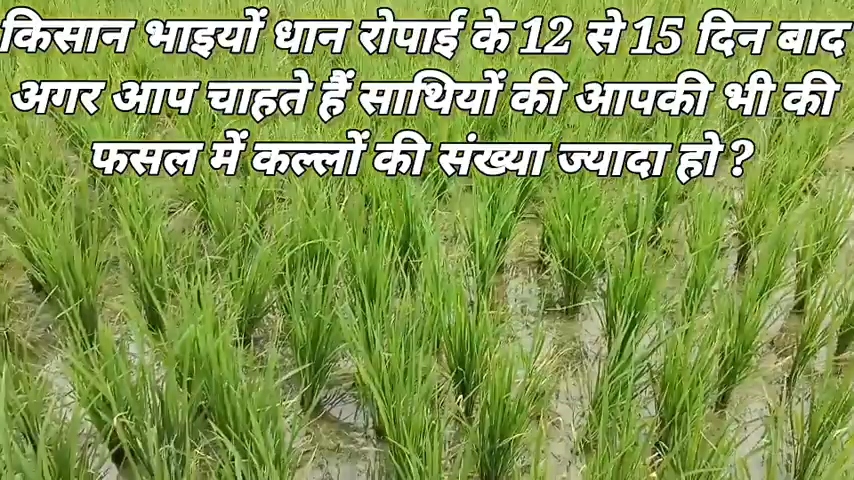 किसान भाइयों धान रोपाई के 12 से 15 दिन बाद
अगर आप चाहते हैं साथियों की आपकी भी की
फसल में कल्लों की संख्या ज्यादा हो ?